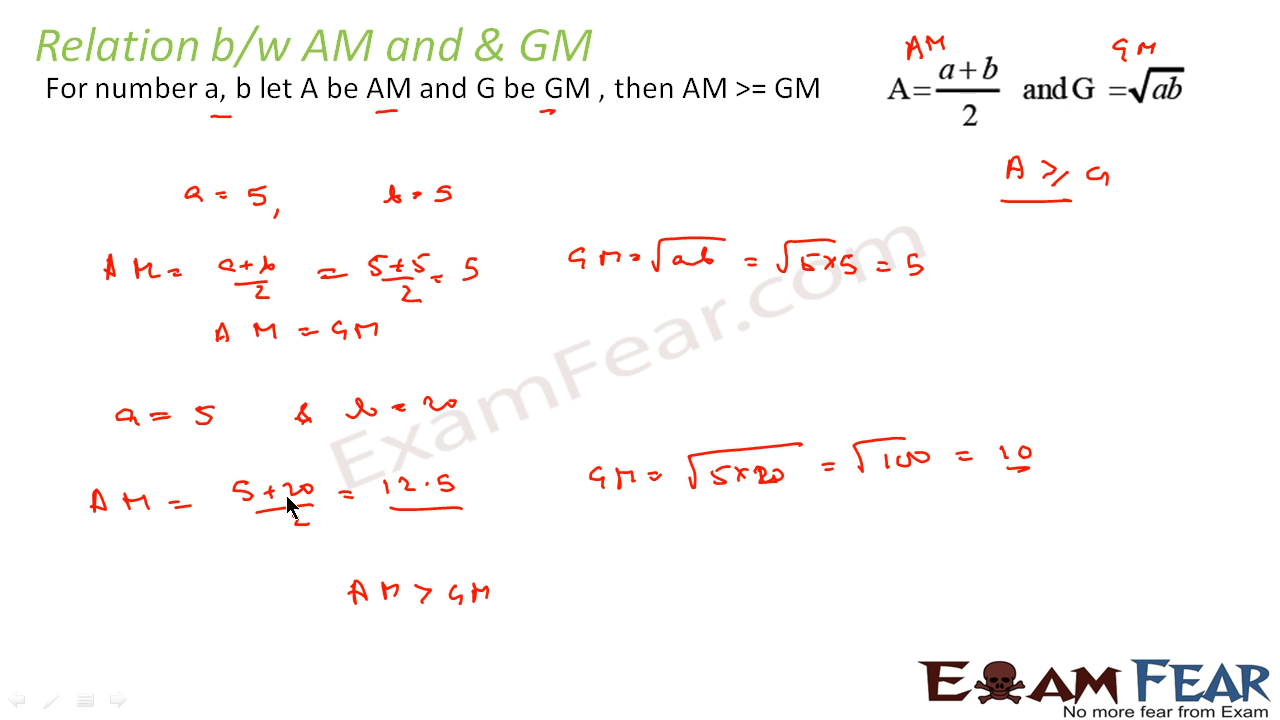 Relation b/w AM and & GM
For number a, b let A be AM and G be GM , then AM >= GM
AM GM
A = a+b/2 and G = √ab
A ≥ G
a = 5, b = 5
AM = a+b/2 = 5+5/2 = 5 GM = √ab = √5×5 = 5
AM = GM
a = 5 & b = 20
AM = 5+20/2 = 12.5 GM = √5×20 = √100 = 10
AM > GM
ExamFear.com
EXAM FEAR
No more fear from Exam